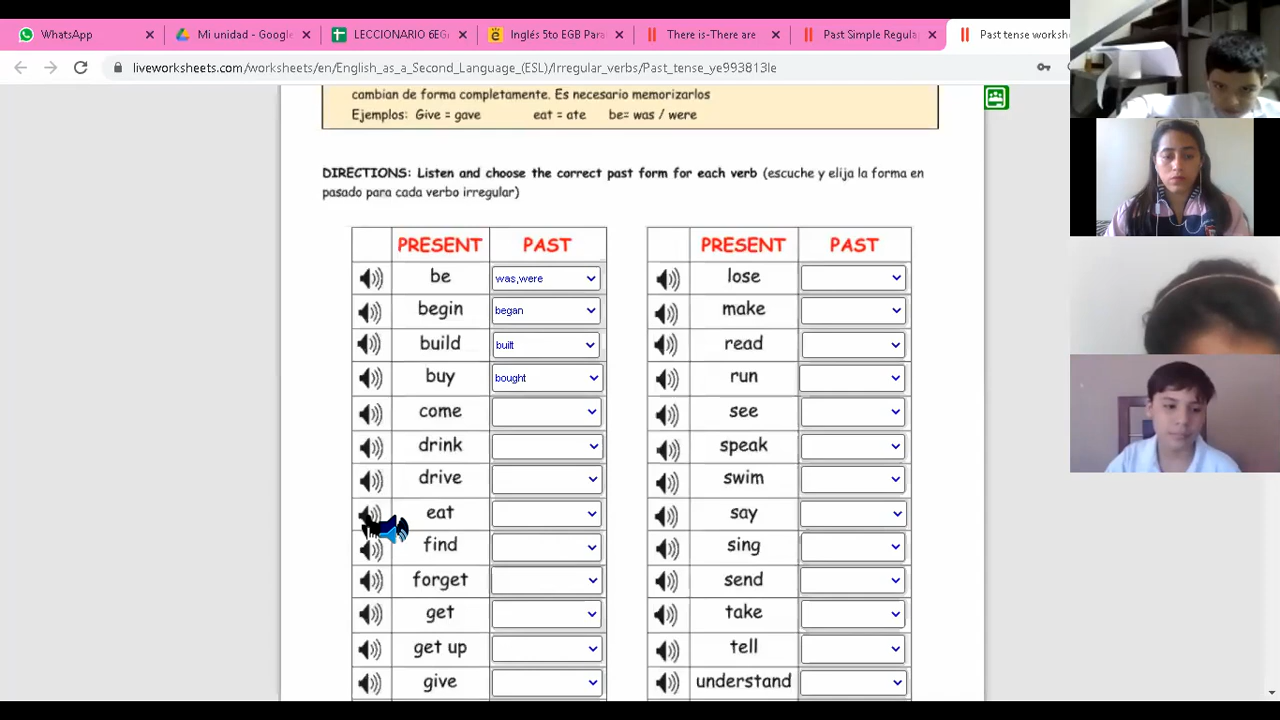 WhatsApp
Mi unidad - Google
LECCIONARIO 6EG
Inglés 5to EGB Para
There is-There are
Past Simple Regula
Past tense worksh
liveworksheets.com/worksheets/en/English_as_a_Second_Language_(ESL)/Irregular_verbs/Past_tense_ye993813le
cambian de forma completamente. Es necesario memorizarlos
Ejemplos: Give = gave eat = ate be= was / were
DIRECTIONS: Listen and choose the correct past form for each verb (escuche y elija la forma en
pasado para cada verbo irregular)
PRESENT PAST
be was,were
begin began
build built
buy bought
come
drink
drive
eat
find
forget
get
get up
give
PRESENT PAST
lose
make
read
run
see
speak
swim
say
sing
send
take
tell
understand